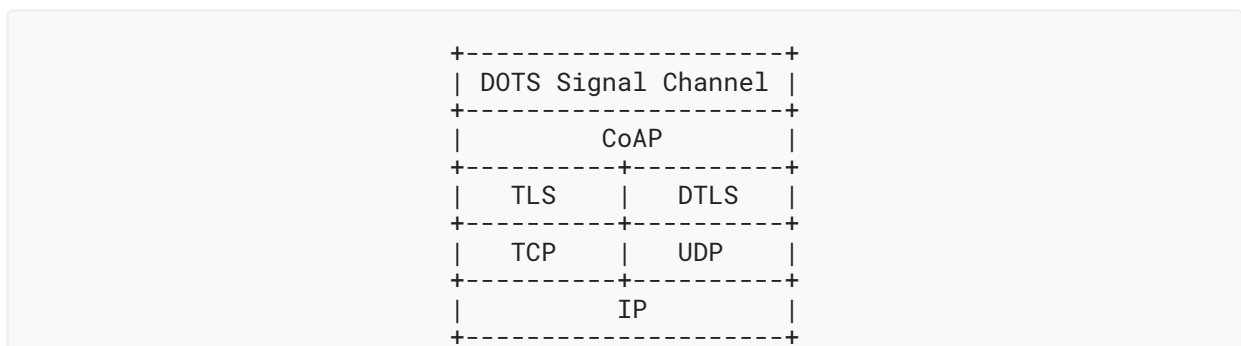 +---------------------+
| DOTS Signal Channel |
+---------------------+
|         CoAP        |
+----------+----------+
|   TLS    |   DTLS   |
+----------+----------+
|   TCP    |   UDP    |
+----------+----------+
|          IP         |
+---------------------+